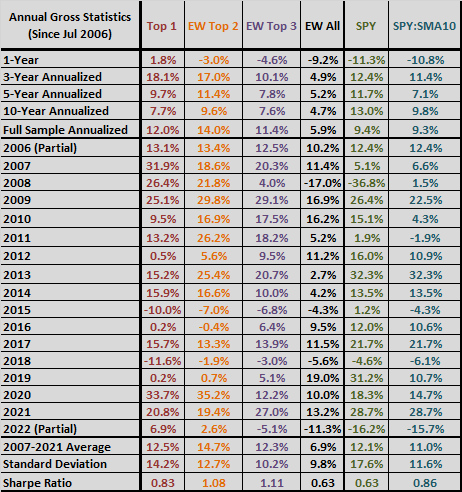 Annual Gross Statistics (Since Jul 2006) Top 1 EW Top 2 EW Top 3 EW All SPY SPY:SMA10
1-Year 1.8% -3.0% -4.6% -9.2% -11.3% -10.8%
3-Year Annualized 18.1% 17.0% 10.1% 4.9% 12.4% 11.4%
5-Year Annualized 9.7% 11.4% 7.8% 5.2% 11.7% 7.1%
10-Year Annualized 7.7% 9.6% 7.6% 4.7% 13.0% 9.8%
Full Sample Annualized 12.0% 14.0% 11.4% 5.9% 9.4% 9.3%
2006 (Partial) 13.1% 13.4% 12.5% 10.2% 12.4% 12.4%
2007 31.9% 18.6% 20.3% 11.4% 5.1% 6.6%
2008 26.4% 21.8% 4.0% -17.0% -36.8% 1.5%
2009 25.1% 29.8% 29.1% 16.9% 26.4% 22.5%
2010 9.5% 16.9% 17.5% 16.2% 15.1% 4.3%
2011 13.2% 26.2% 18.2% 5.2% 1.9% -1.9%
2012 0.5% 5.6% 9.5% 11.2% 16.0% 10.9%
2013 15.2% 25.4% 20.7% 2.7% 32.3% 32.3%
2014 15.9% 16.6% 10.0% 4.2% 13.5% 13.5%
2015 -10.0% -7.0% -6.8% -4.3% 1.2% -4.3%
2016 0.2% -0.4% 6.4% 9.5% 12.0% 10.6%
2017 15.7% 13.3% 13.9% 11.5% 21.7% 21.7%
2018 -11.6% -1.9% -3.0% -5.6% -4.6% -6.1%
2019 0.2% 0.7% 5.1% 19.0% 31.2% 10.7%
2020 33.7% 35.2% 12.2% 10.0% 18.3% 14.7%
2021 20.8% 19.4% 27.0% 13.2% 28.7% 28.7%
2022 (Partial) 6.9% 2.6% -5.1% -11.3% -16.2% -15.7%
2007-2021 Average 12.5% 14.7% 12.3% 6.9% 12.1% 11.0%
Standard Deviation 14.2% 12.7% 10.2% 9.8% 17.6% 11.6%
Sharpe Ratio 0.83 1.08 1.11 0.63 0.63 0.86